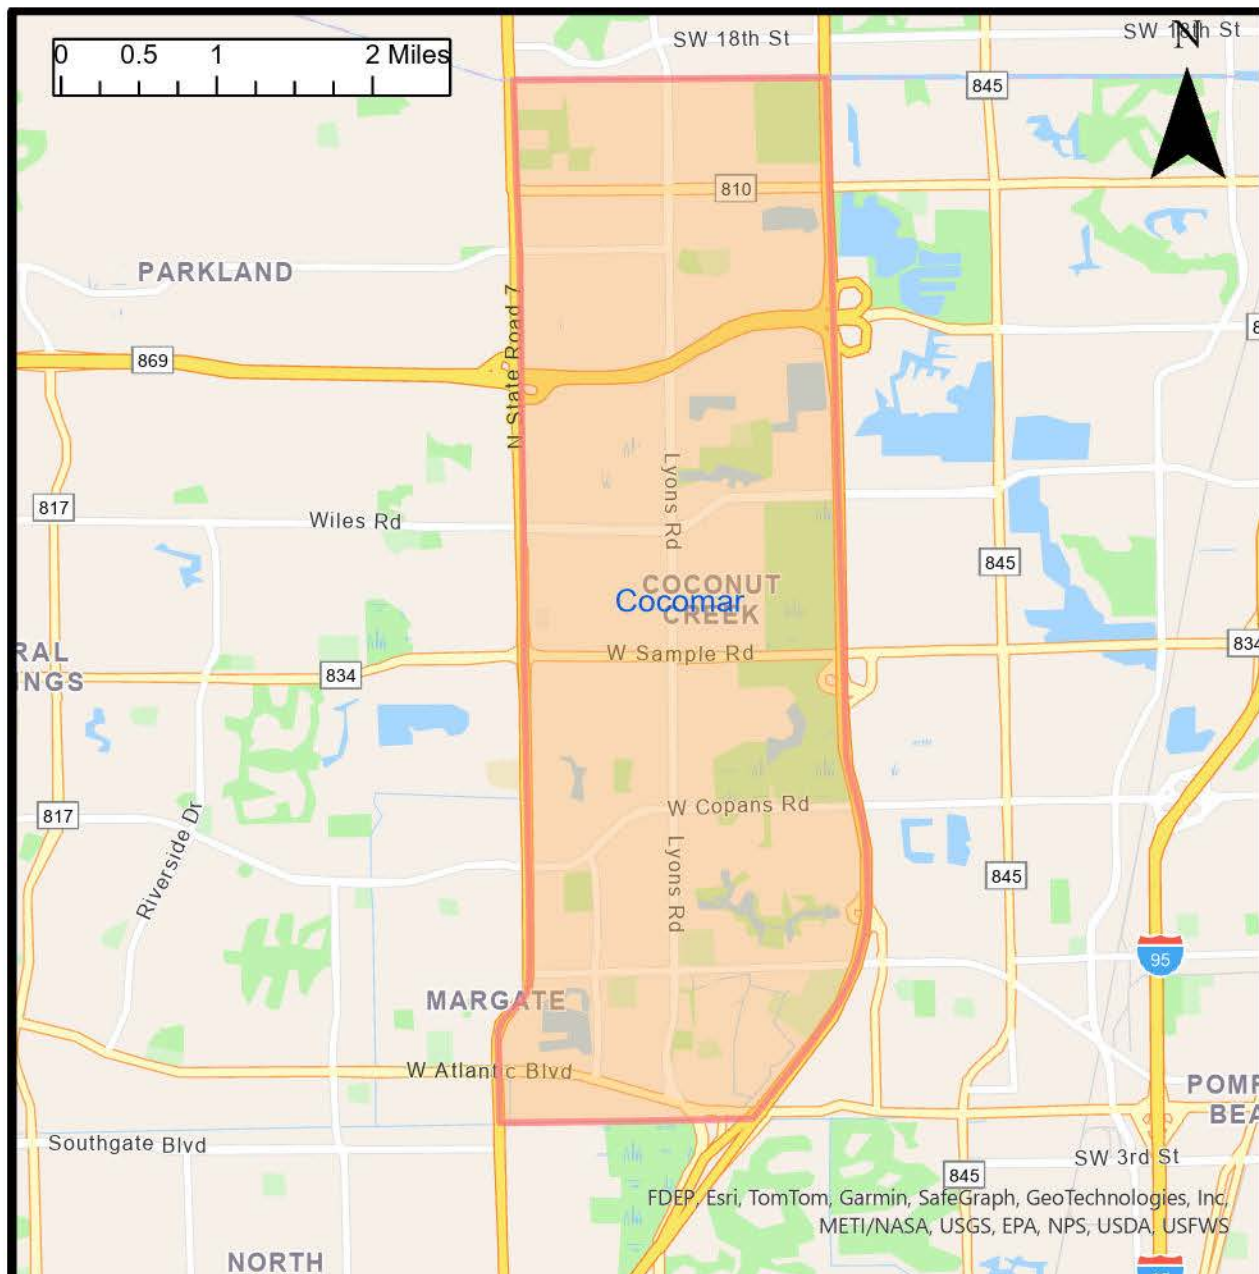 SW 18th St
SW 18th St
N
0 0.5 1 2 Miles
845
810
PARKLAND
N State Road 7
869
Lyons Rd
817
Wiles Rd
845
COCONUT
Cocomar
CREEK
W Sample Rd
834
RAL
INGS
834
W Copans Rd
817
Riverside Dr
Lyons Rd
845
95
MARGATE
W Atlantic Blvd
POMP
BEA
Southgate Blvd
SW 3rd St
845
FDEP, Esri, TomTom, Garmin, SafeGraph, GeoTechnologies, Inc,
METI/NASA, USGS, EPA, NPS, USDA, USFWS
NORTH